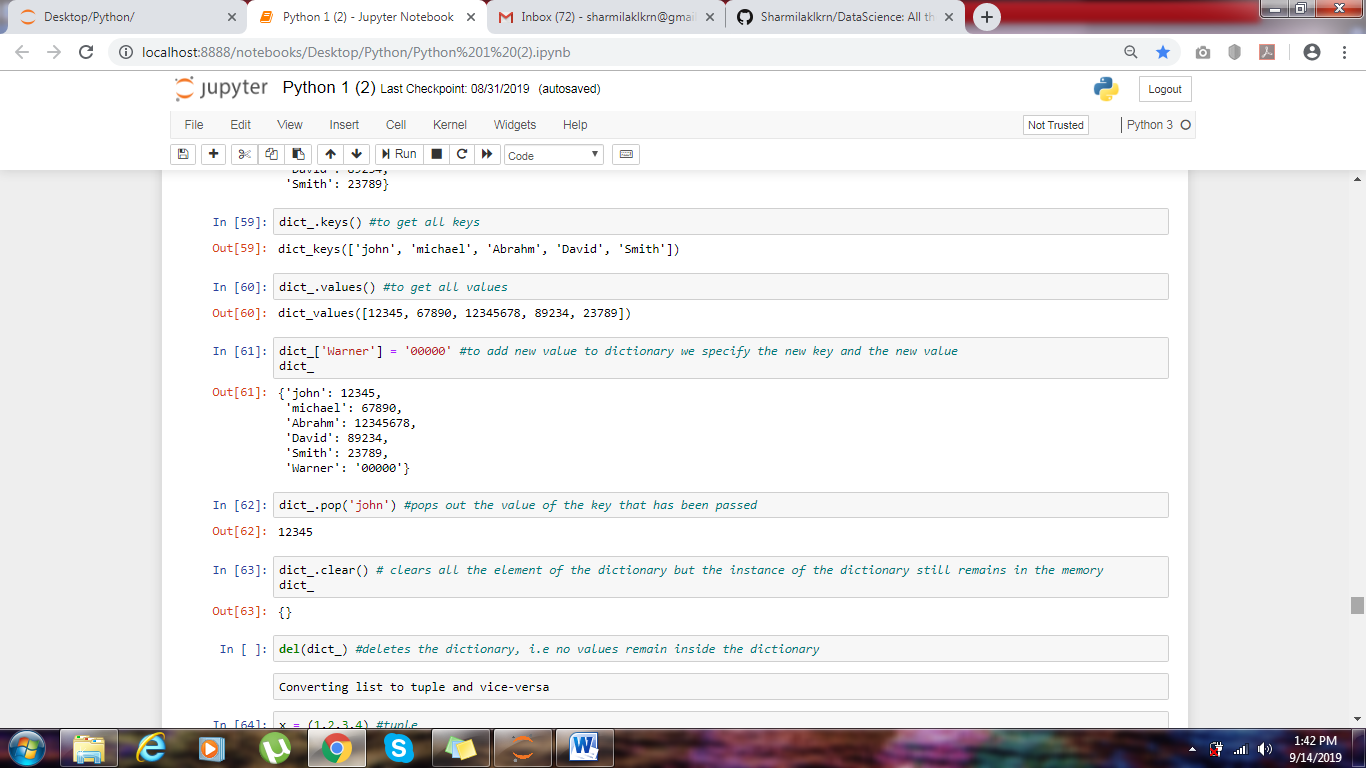 Desktop/Python/
Python 1 (2) - Jupyter Notebook
Inbox (72) - sharmilaklkrn@gmai
Sharmilaklkrn/DataScience: All th
localhost:8888/notebooks/Desktop/Python/Python%201%20(2).ipynb
jupyter Python 1 (2) Last Checkpoint: 08/31/2019 (autosaved)
Logout
File Edit View Insert Cell Kernel Widgets Help
Not Trusted
Python 3
Run
Code
'David': 89234,
'Smith': 23789}
In [59]: dict_.keys() #to get all keys
Out[59]: dict_keys(['john', 'michael', 'Abrahm', 'David', 'Smith'])
In [60]: dict_.values() #to get all values
Out[60]: dict_values([12345, 67890, 12345678, 89234, 23789])
In [61]: dict_['Warner'] = '00000' #to add new value to dictionary we specify the new key and the new value
dict_
Out[61]: {'john': 12345,
'michael': 67890,
'Abrahm': 12345678,
'David': 89234,
'Smith': 23789,
'Warner': '00000'}
In [62]: dict_.pop('john') #pops out the value of the key that has been passed
Out[62]: 12345
In [63]: dict_.clear() # clears all the element of the dictionary but the instance of the dictionary still remains in the memory
dict_
Out[63]: {}
In [ ]: del(dict_) #deletes the dictionary, i.e no values remain inside the dictionary
Converting list to tuple and vice-versa
In [64]: x = (1,2,3,4) #tuple
1:42 PM
9/14/2019